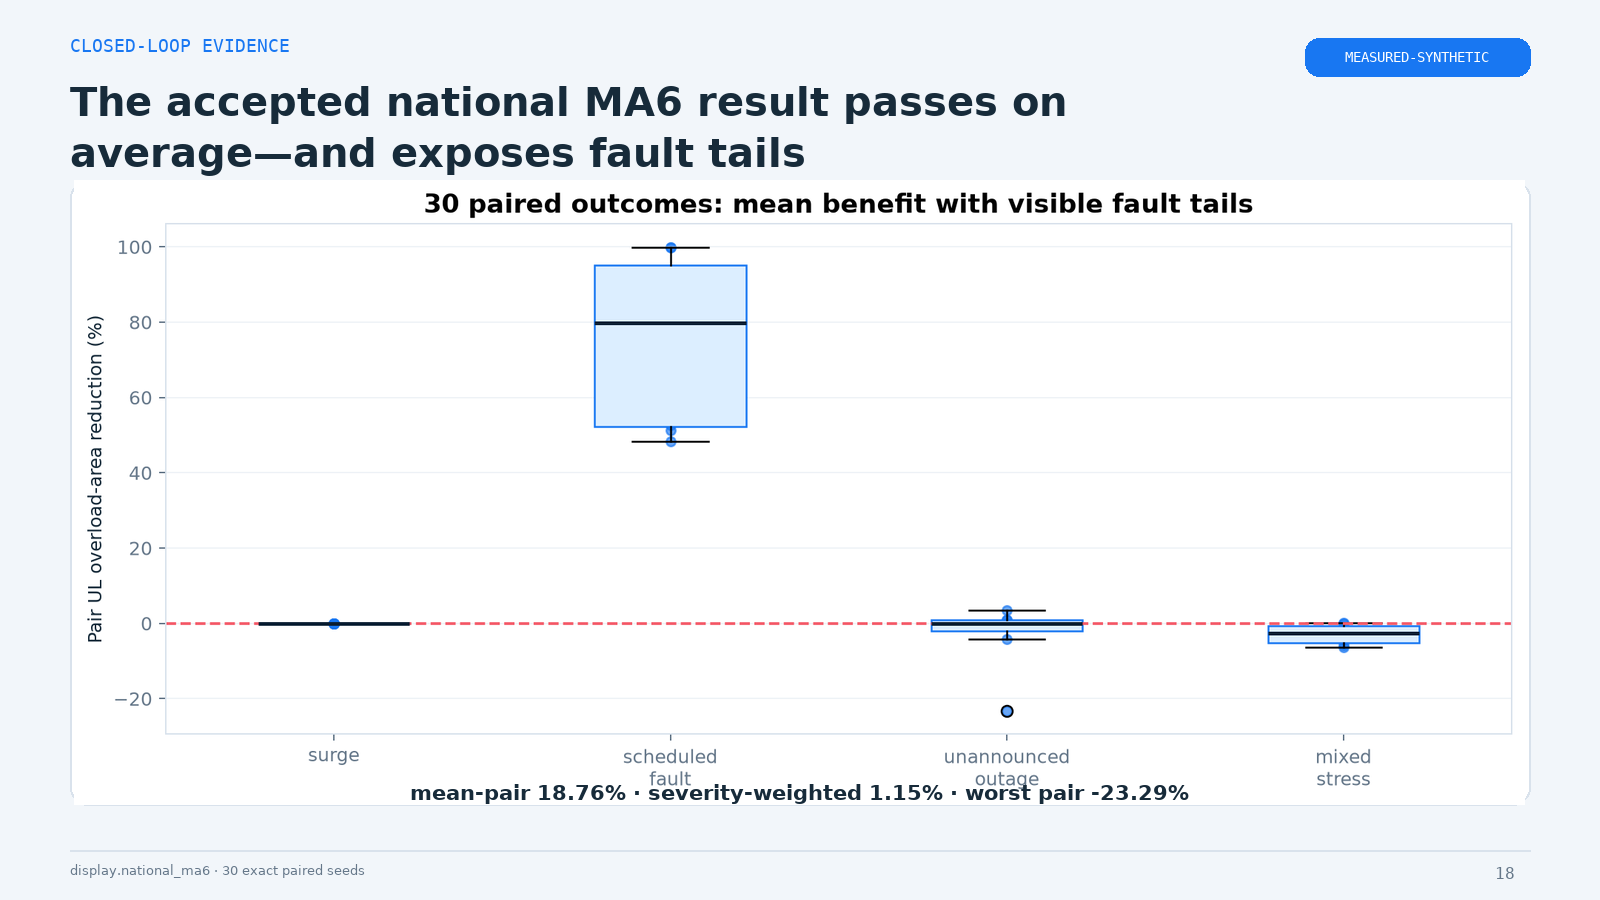 CLOSED-LOOP EVIDENCE
MEASURED-SYNTHETIC
The accepted national MA6 result passes on
average—and exposes fault tails
30 paired outcomes: mean benefit with visible fault tails
Pair UL overload-area reduction (%)
100
80
60
40
20
0
−20
surge
scheduled
fault
unannounced
outage
mixed
stress
mean-pair 18.76% · severity-weighted 1.15% · worst pair -23.29%
display.national_ma6 · 30 exact paired seeds
18